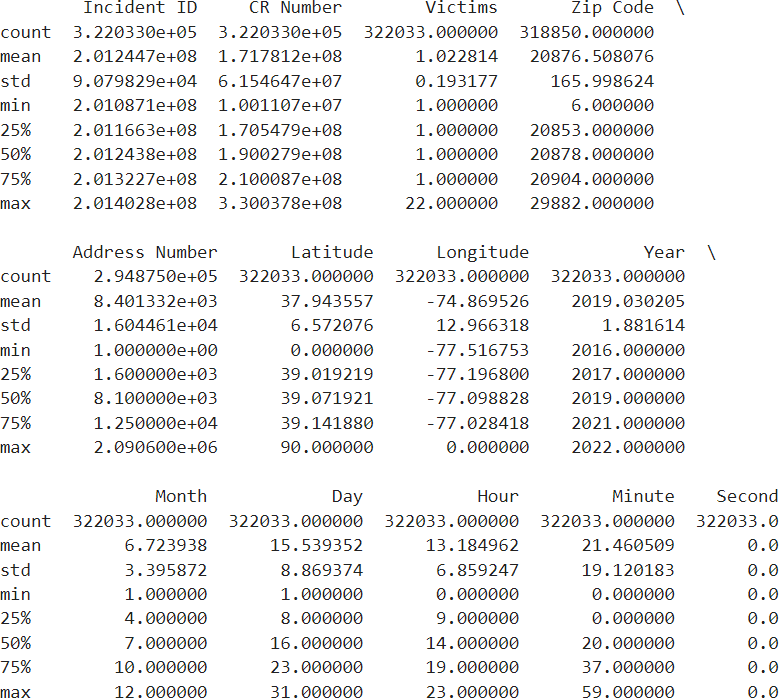 Incident ID CR Number Victims Zip Code \
count 3.220330e+05 3.220330e+05 322033.000000 318850.000000
mean 2.012447e+08 1.717812e+08 1.022814 20876.508076
std 9.079829e+04 6.154647e+07 0.193177 165.998624
min 2.010871e+08 1.001107e+07 1.000000 6.000000
25% 2.011663e+08 1.705479e+08 1.000000 20853.000000
50% 2.012438e+08 1.900279e+08 1.000000 20878.000000
75% 2.013227e+08 2.100087e+08 1.000000 20904.000000
max 2.014028e+08 3.300378e+08 22.000000 29882.000000
Address Number Latitude Longitude Year \
count 2.948750e+05 322033.000000 322033.000000 322033.000000
mean 8.401332e+03 37.943557 -74.869526 2019.030205
std 1.604461e+04 6.572076 12.966318 1.881614
min 1.000000e+00 0.000000 -77.516753 2016.000000
25% 1.600000e+03 39.019219 -77.196800 2017.000000
50% 8.100000e+03 39.071921 -77.098828 2019.000000
75% 1.250000e+04 39.141880 -77.028418 2021.000000
max 2.090600e+06 90.000000 0.000000 2022.000000
Month Day Hour Minute Second
count 322033.000000 322033.000000 322033.000000 322033.000000 322033.0
mean 6.723938 15.539352 13.184962 21.460509 0.0
std 3.395872 8.869374 6.859247 19.120183 0.0
min 1.000000 1.000000 0.000000 0.000000 0.0
25% 4.000000 8.000000 9.000000 0.000000 0.0
50% 7.000000 16.000000 14.000000 20.000000 0.0
75% 10.000000 23.000000 19.000000 37.000000 0.0
max 12.000000 31.000000 23.000000 59.000000 0.0